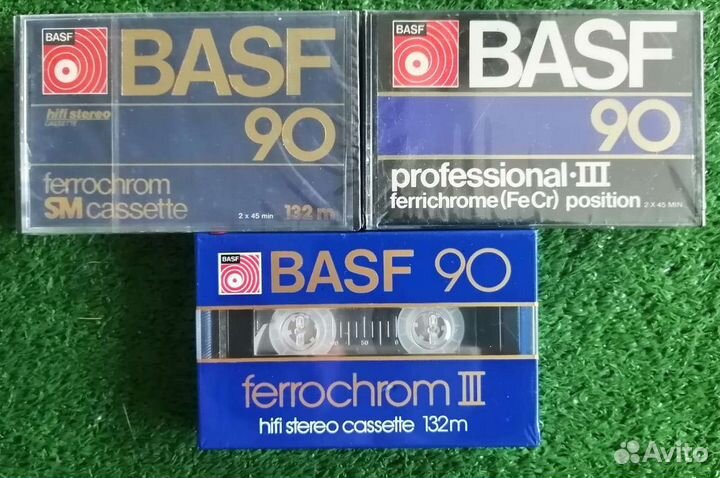 BASF
BASF
hifi stereo
CASSETTE
90
ferrochrom
SM cassette
2 x 45 min 132 m
BASF
BASF
90
professional·III
ferrichrome (FeCr) position 2 X 45 MIN
BASF
BASF 90
50 0
ferrochrom III
hifi stereo cassette 132m
Avito